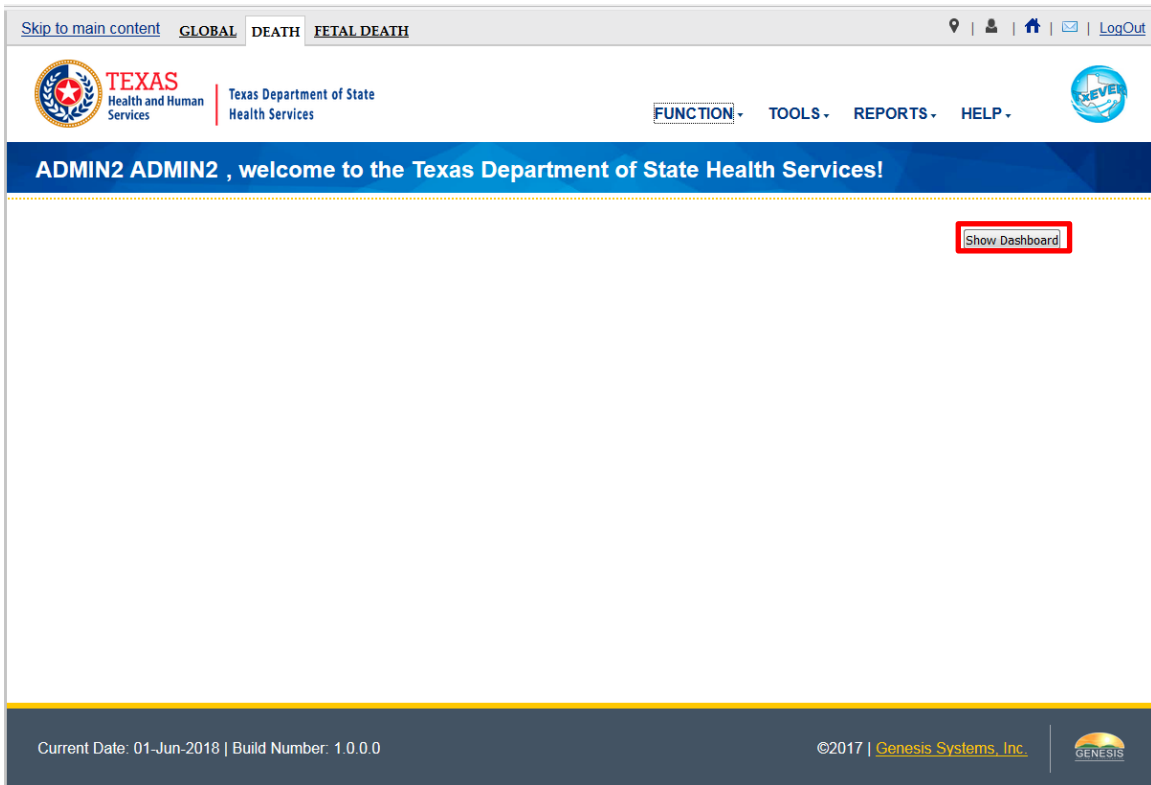 Skip to main content GLOBAL DEATH FETAL DEATH | | | | LogOut
TEXAS
Health and Human
Services
Texas Department of State
Health Services
FUNCTION TOOLS REPORTS HELP
TXEVER
ADMIN2 ADMIN2 , welcome to the Texas Department of State Health Services!
Show Dashboard
Current Date: 01-Jun-2018 | Build Number: 1.0.0.0 ©2017 | Genesis Systems, Inc.
GENESIS